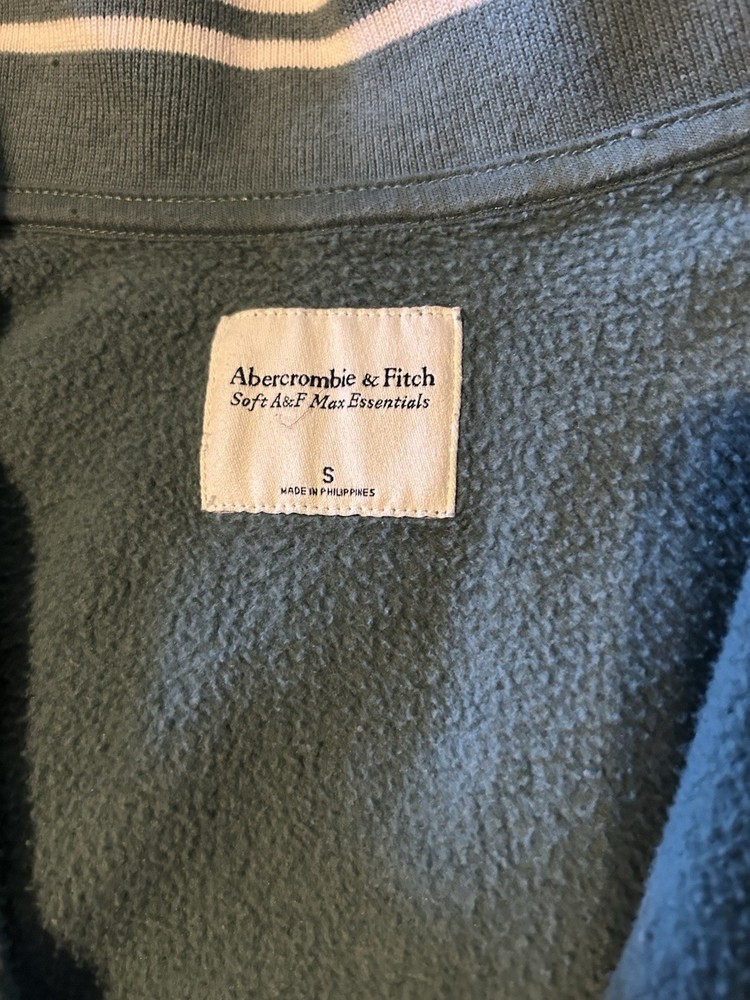 Abercrombie & Fitch
Soft A&F Max Essentials
S
MADE IN PHILIPPINES